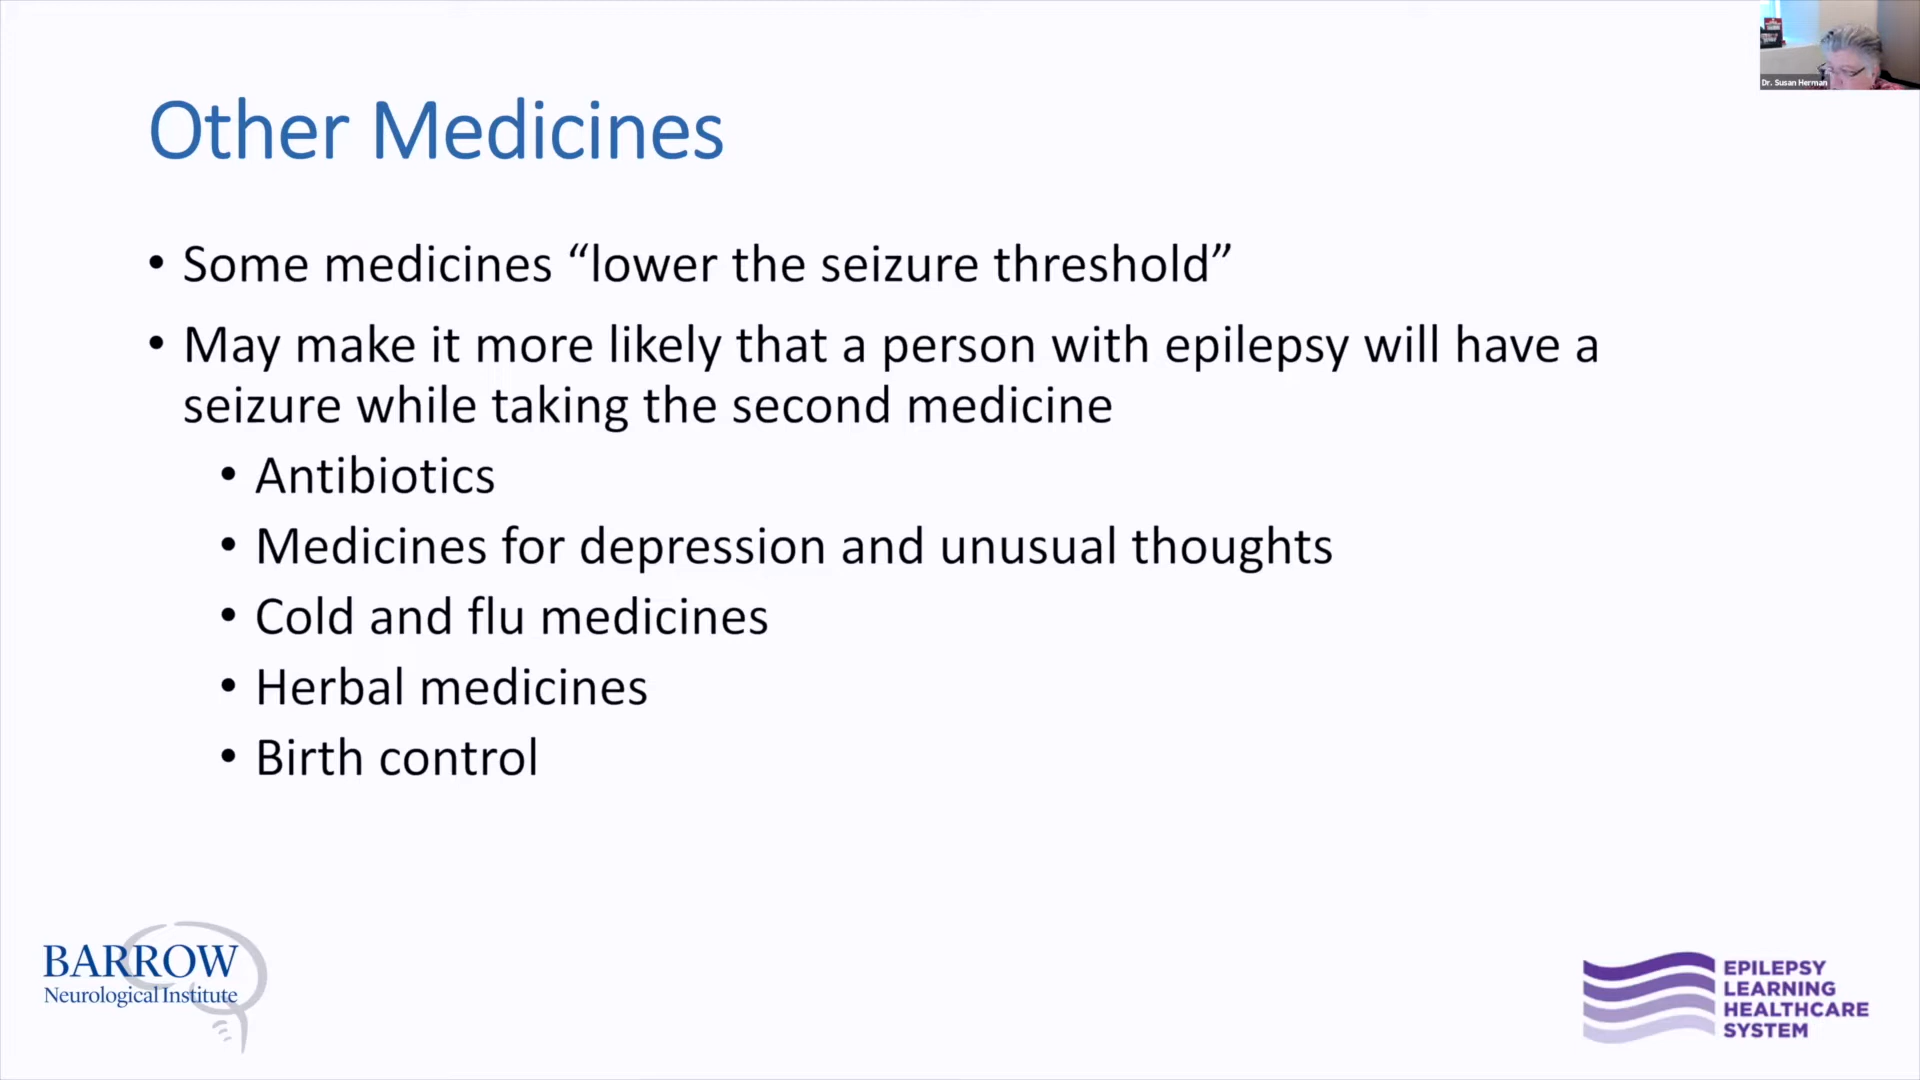 Dr. Susan Herman
Other Medicines
• Some medicines “lower the seizure threshold”
• May make it more likely that a person with epilepsy will have a
seizure while taking the second medicine
• Antibiotics
• Medicines for depression and unusual thoughts
• Cold and flu medicines
• Herbal medicines
• Birth control
BARROW
Neurological Institute
EPILEPSY
LEARNING
HEALTHCARE
SYSTEM